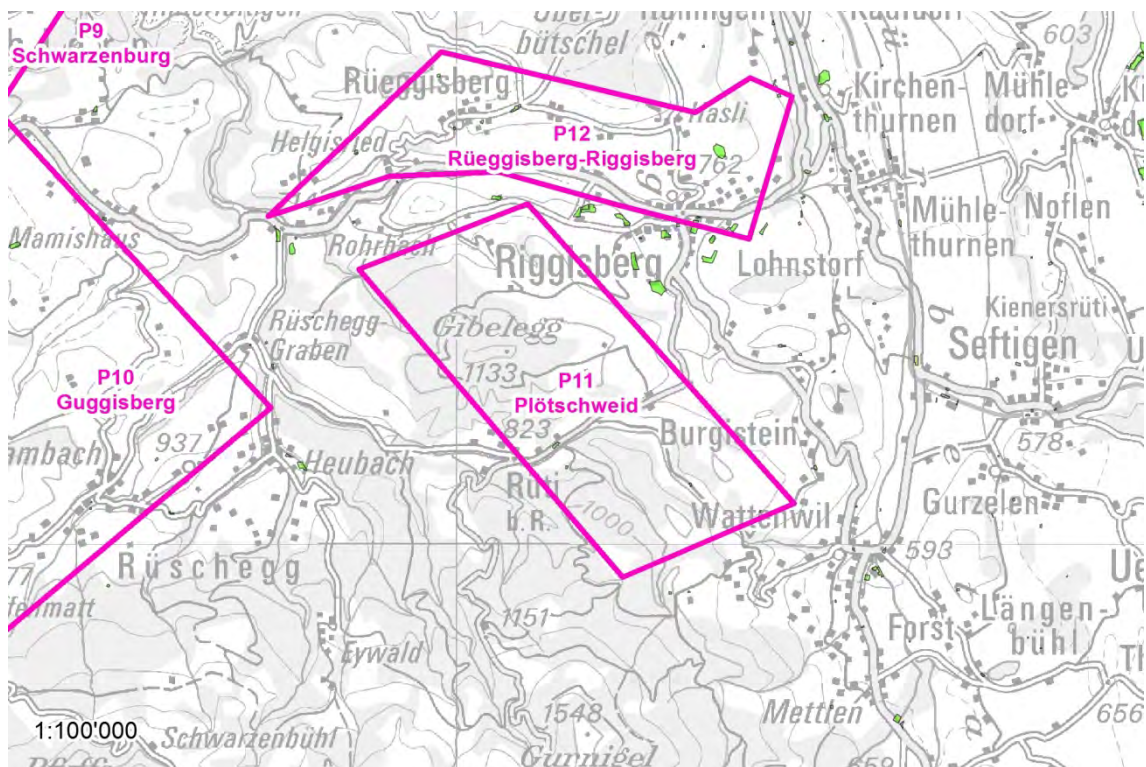 P9
Schwarzenburg
bütschel
603
Rüeggisberg
Kirchen-
thurnen
Mühle-
dorf
Helgisried
P12
Rüeggisberg-Riggisberg
762
Mamishaus
Rohrbach
Riggisberg
Lohnstorf
Mühle-
thurnen
Noflen
Kienersrüti
Seftigen
Rüschegg-
Graben
Gibelegg
1133
P11
Plötschweid
P10
Guggisberg
937
823
Burgistein
578
Heubach
Rüti
b. R.
1000
Wattenwil
Gurzelen
593
Rüschegg
1151
Forst
Längen-
bühl
Eywald
1:100'000
Schwarzenbühl
1548
Gurnigel
Mettlen
656